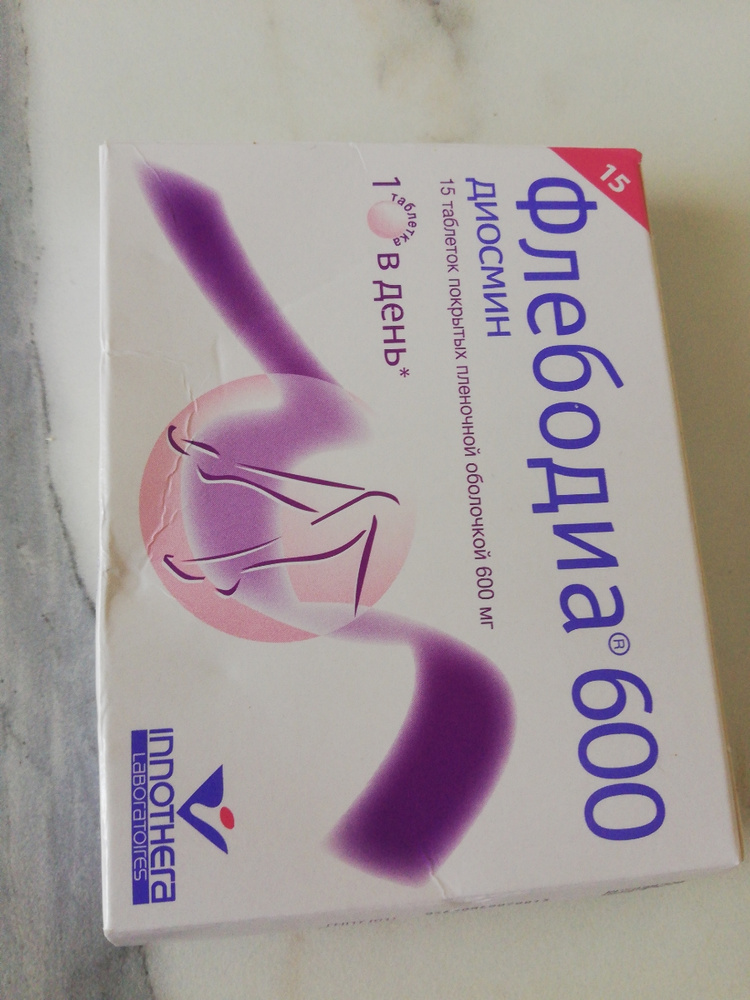 15
Флебодиа® 600
диосмин
15 таблеток покрытых пленочной оболочкой 600 мг
1 таблетка в день*
INNOTHERA
LABORATOIRES